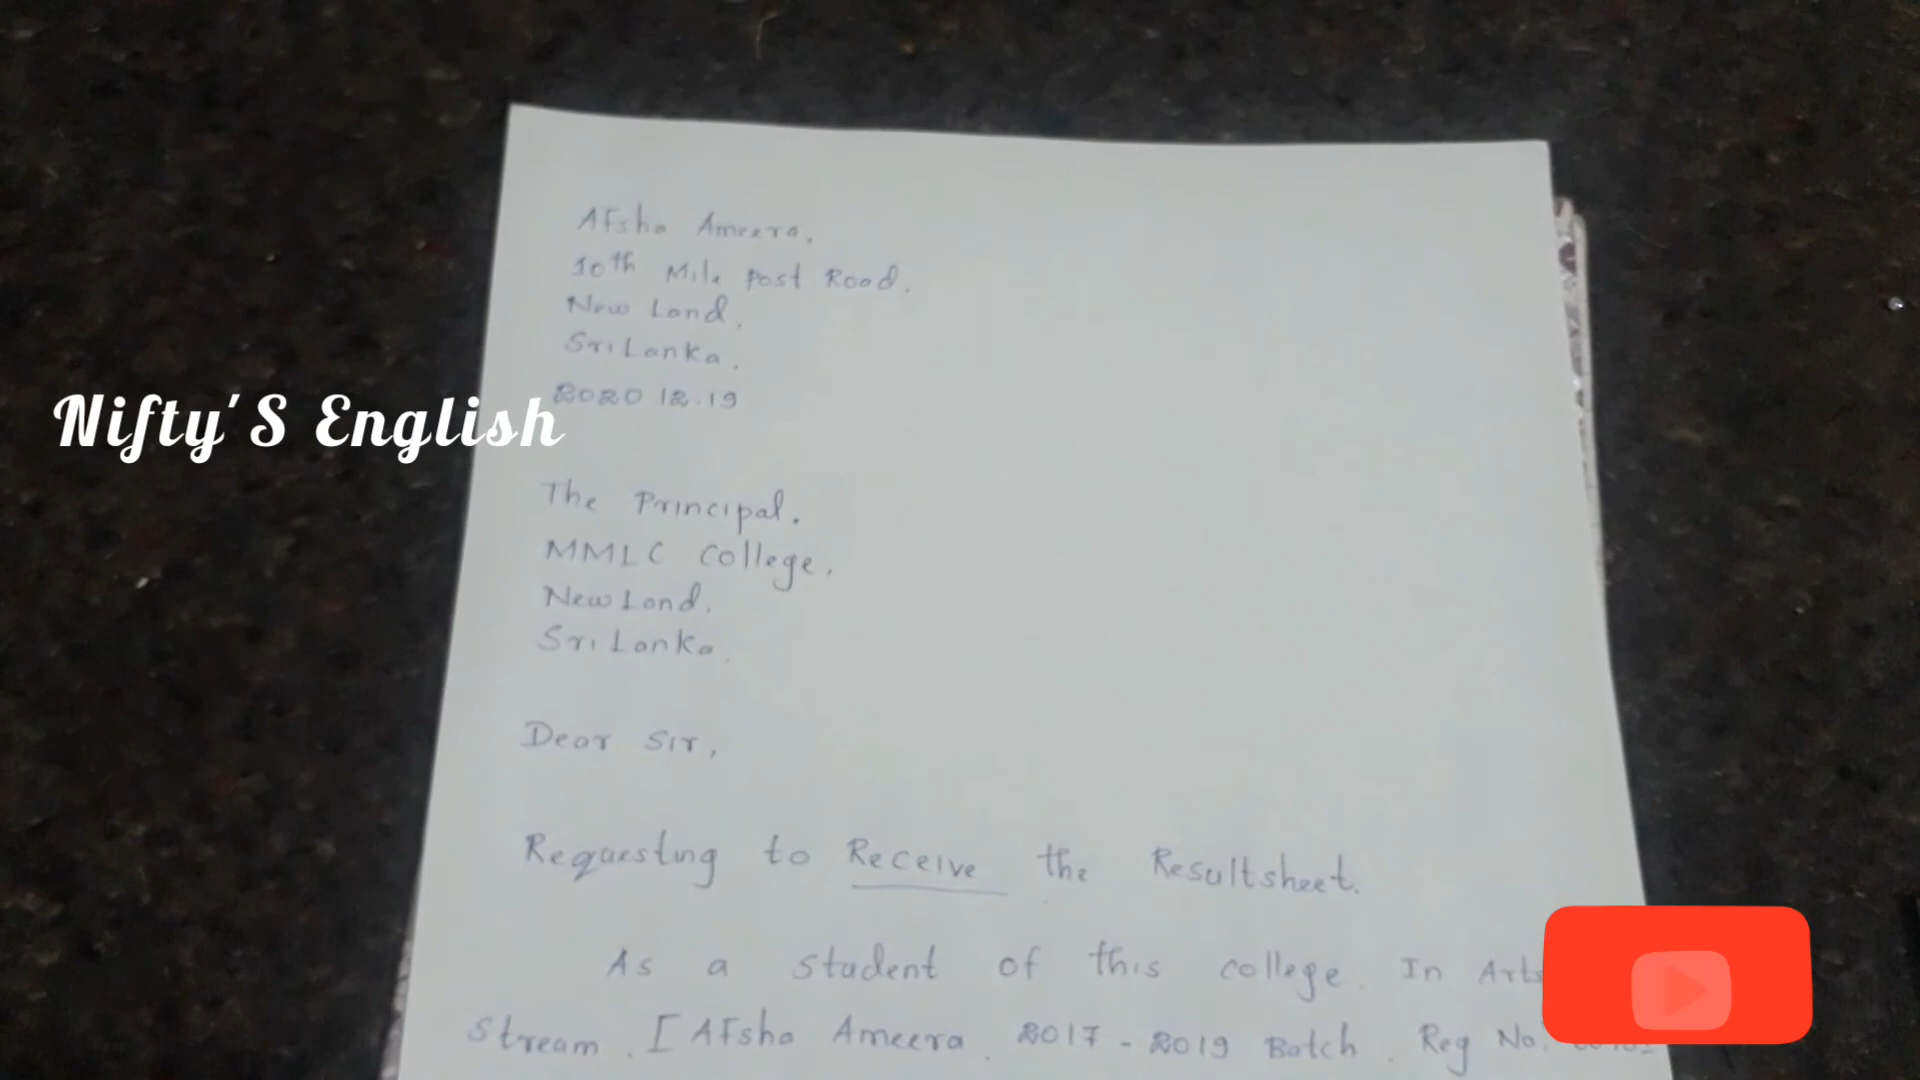 Afsha Ameera,
10th Mile Post Road.
New Land,
Sri Lanka.
2020.12.19
Nifty'S English
The Principal.
MMLC College.
New Land.
Sri Lanka.
Dear Sir,
Requesting to Receive the Resultsheet.
As a student of this college. In Arts
Stream. [Afsha Ameera. 2017 - 2019 Batch. Reg No: